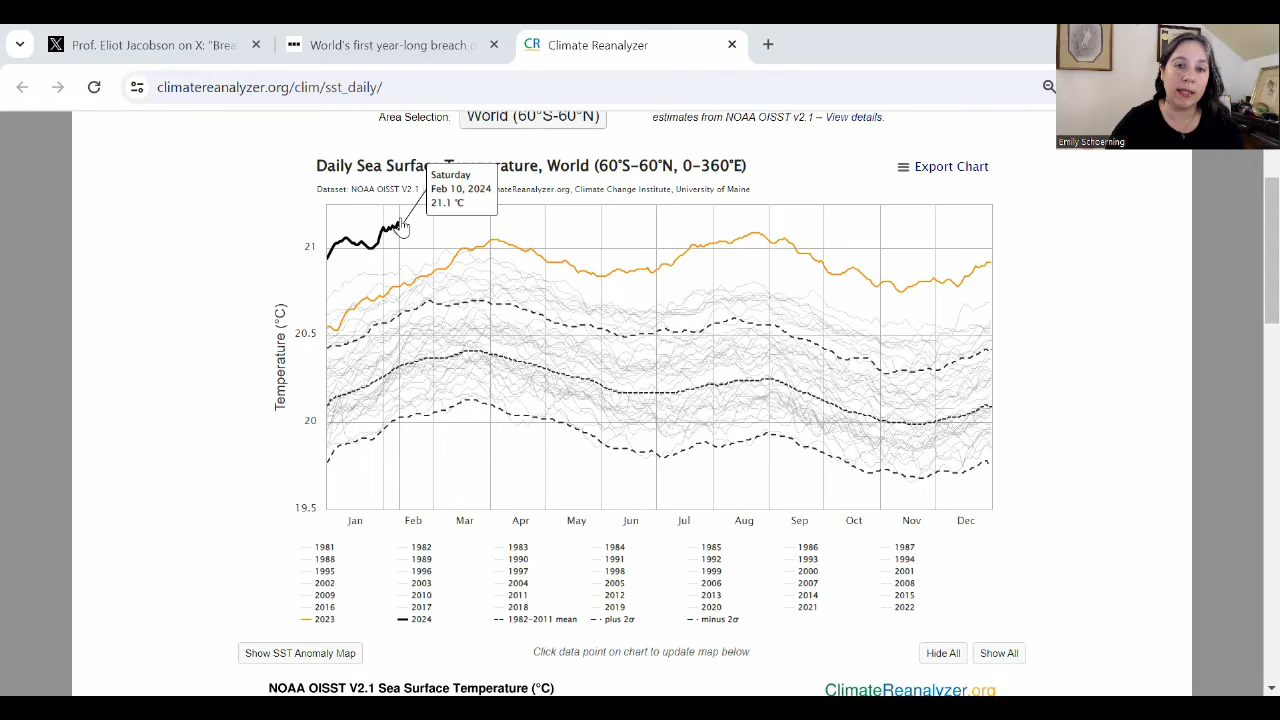 Prof. Eliot Jacobson on X: "Brea
World's first year-long breach o
CR Climate Reanalyzer
climatereanalyzer.org/clim/sst_daily/
Area Selection: World (60°S-60°N) estimates from NOAA OISST v2.1 – View details.
Emily Schoerning
Daily Sea Surface Temperature, World (60°S–60°N, 0–360°E)
Export Chart
Dataset: NOAA OISST V2.1 ateReanalyzer.org, Climate Change Institute, University of Maine
Saturday
Feb 10, 2024
21.1 °C
Temperature (°C)
21
20.5
20
19.5
Jan Feb Mar Apr May Jun Jul Aug Sep Oct Nov Dec
1981 1982 1983 1984 1985 1986 1987
1988 1989 1990 1991 1992 1993 1994
1995 1996 1997 1998 1999 2000 2001
2002 2003 2004 2005 2006 2007 2008
2009 2010 2011 2012 2013 2014 2015
2016 2017 2018 2019 2020 2021 2022
2023 2024 1982-2011 mean plus 2σ minus 2σ
Show SST Anomaly Map
Click data point on chart to update map below.
Hide All
Show All
NOAA OISST V2.1 Sea Surface Temperature (°C)
ClimateReanalyzer.org